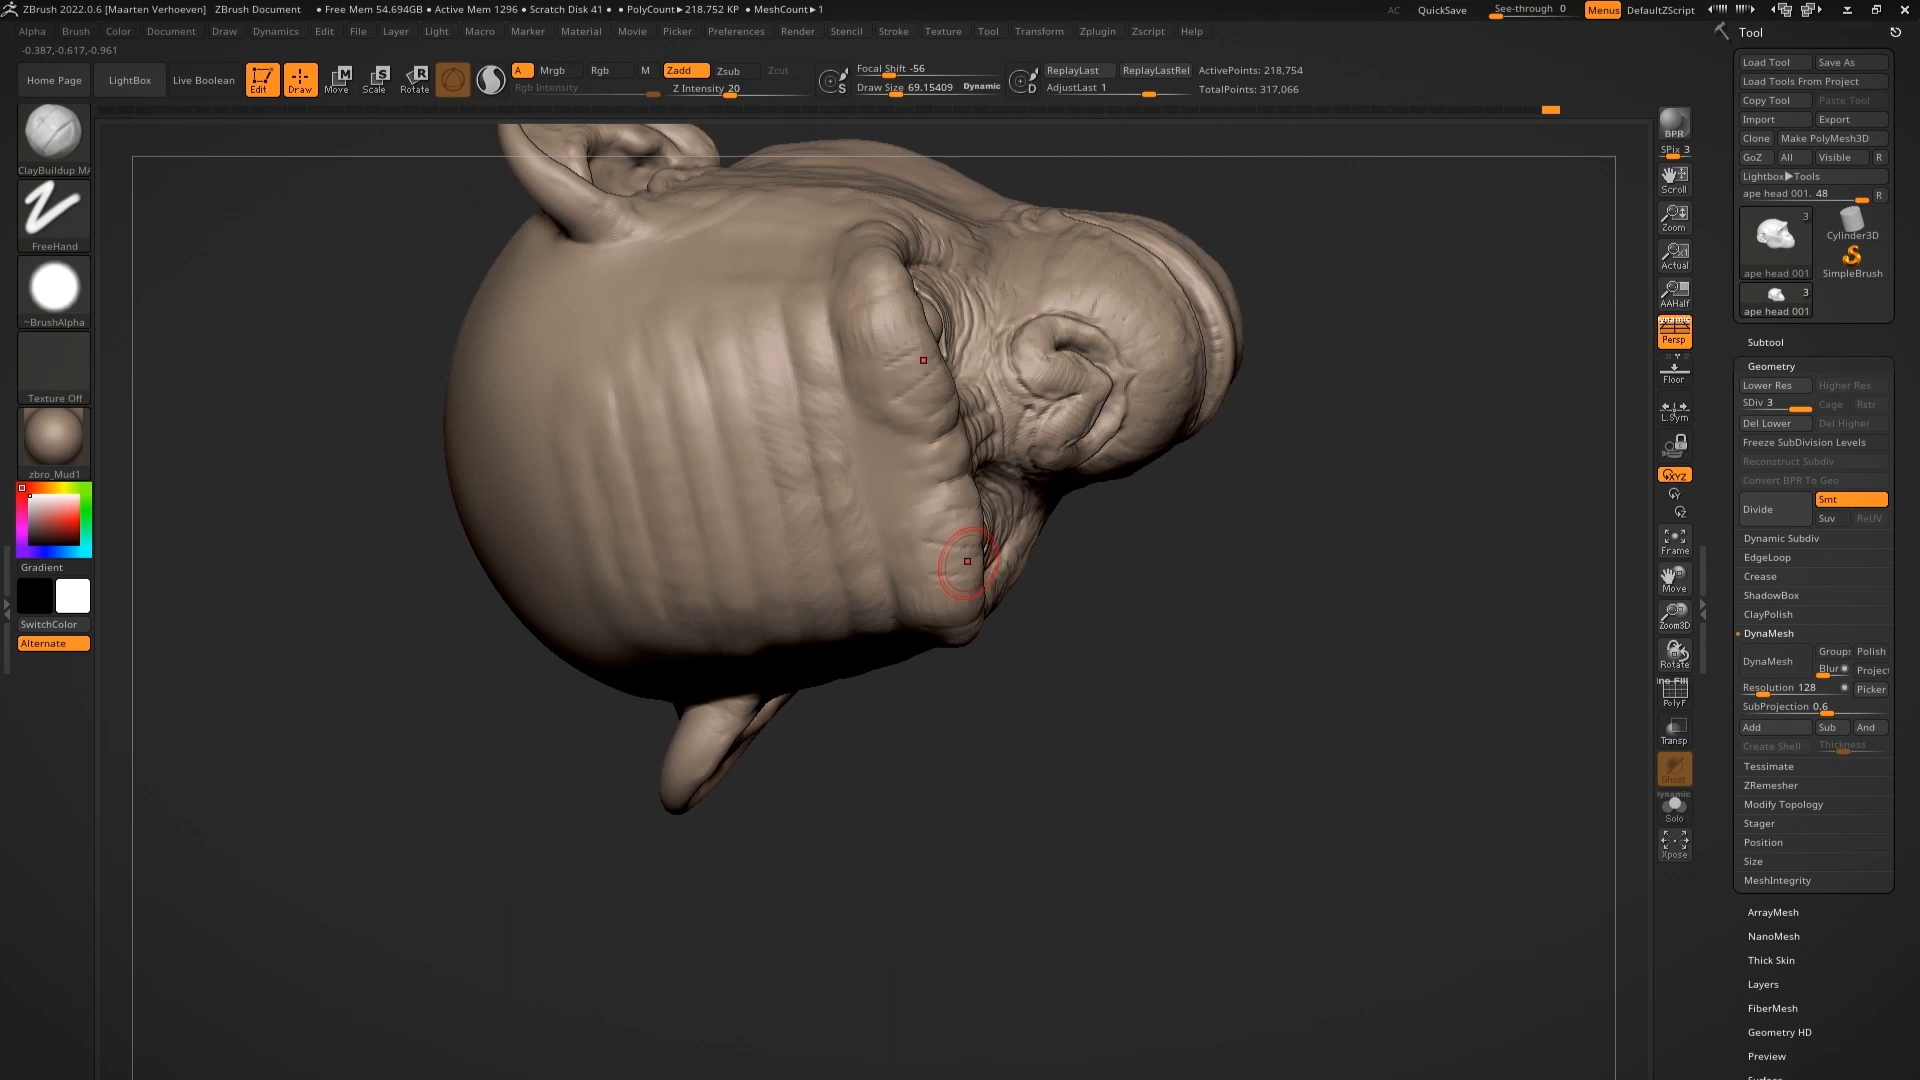 ZBrush 2022.0.6 [Maarten Verhoeven] ZBrush Document • Free Mem 54.694GB • Active Mem 1296 • Scratch Disk 41 • • PolyCount▶218.752 KP • MeshCount▶1 AC QuickSave See-through 0 Menus DefaultZScript
Alpha Brush Color Document Draw Dynamics Edit File Layer Light Macro Marker Material Movie Picker Preferences Render Stencil Stroke Texture Tool Transform Zplugin Zscript Help
-0.387,-0.617,-0.961
Home Page LightBox Live Boolean Edit Draw Move Scale Rotate
A Mrgb Rgb M Zadd Zsub Zcut
Rgb Intensity Z Intensity 20
Focal Shift -56
Draw Size 69.15409 Dynamic
ReplayLast ReplayLastRel ActivePoints: 218,754
AdjustLast 1 TotalPoints: 317,066
ClayBuildup MA
FreeHand
~BrushAlpha
Texture Off
zbro_Mud1
Gradient
SwitchColor
Alternate
BPR
SPix 3
Scroll
Zoom
Actual
AAHalf
Dynamic
Persp
Floor
L.Sym
XYZ
Frame
Move
Zoom3D
Rotate
PolyF
Transp
Ghost
Dynamic
Solo
Xpose
Tool
Load Tool Save As
Load Tools From Project
Copy Tool Paste Tool
Import Export
Clone Make PolyMesh3D
GoZ All Visible R
Lightbox▶Tools
ape head 001. 48 R
3
Cylinder3D
ape head 001 SimpleBrush
3
ape head 001
Subtool
Geometry
Lower Res Higher Res
SDiv 3 Cage Rstr
Del Lower Del Higher
Freeze SubDivision Levels
Reconstruct Subdiv
Convert BPR To Geo
Divide Smt
Suv ReUV
Dynamic Subdiv
EdgeLoop
Crease
ShadowBox
ClayPolish
DynaMesh
DynaMesh Groups Polish
Blur Project
Resolution 128 Picker
SubProjection 0.6
Add Sub And
Create Shell Thickness
Tessimate
ZRemesher
Modify Topology
Stager
Position
Size
MeshIntegrity
ArrayMesh
NanoMesh
Thick Skin
Layers
FiberMesh
Geometry HD
Preview